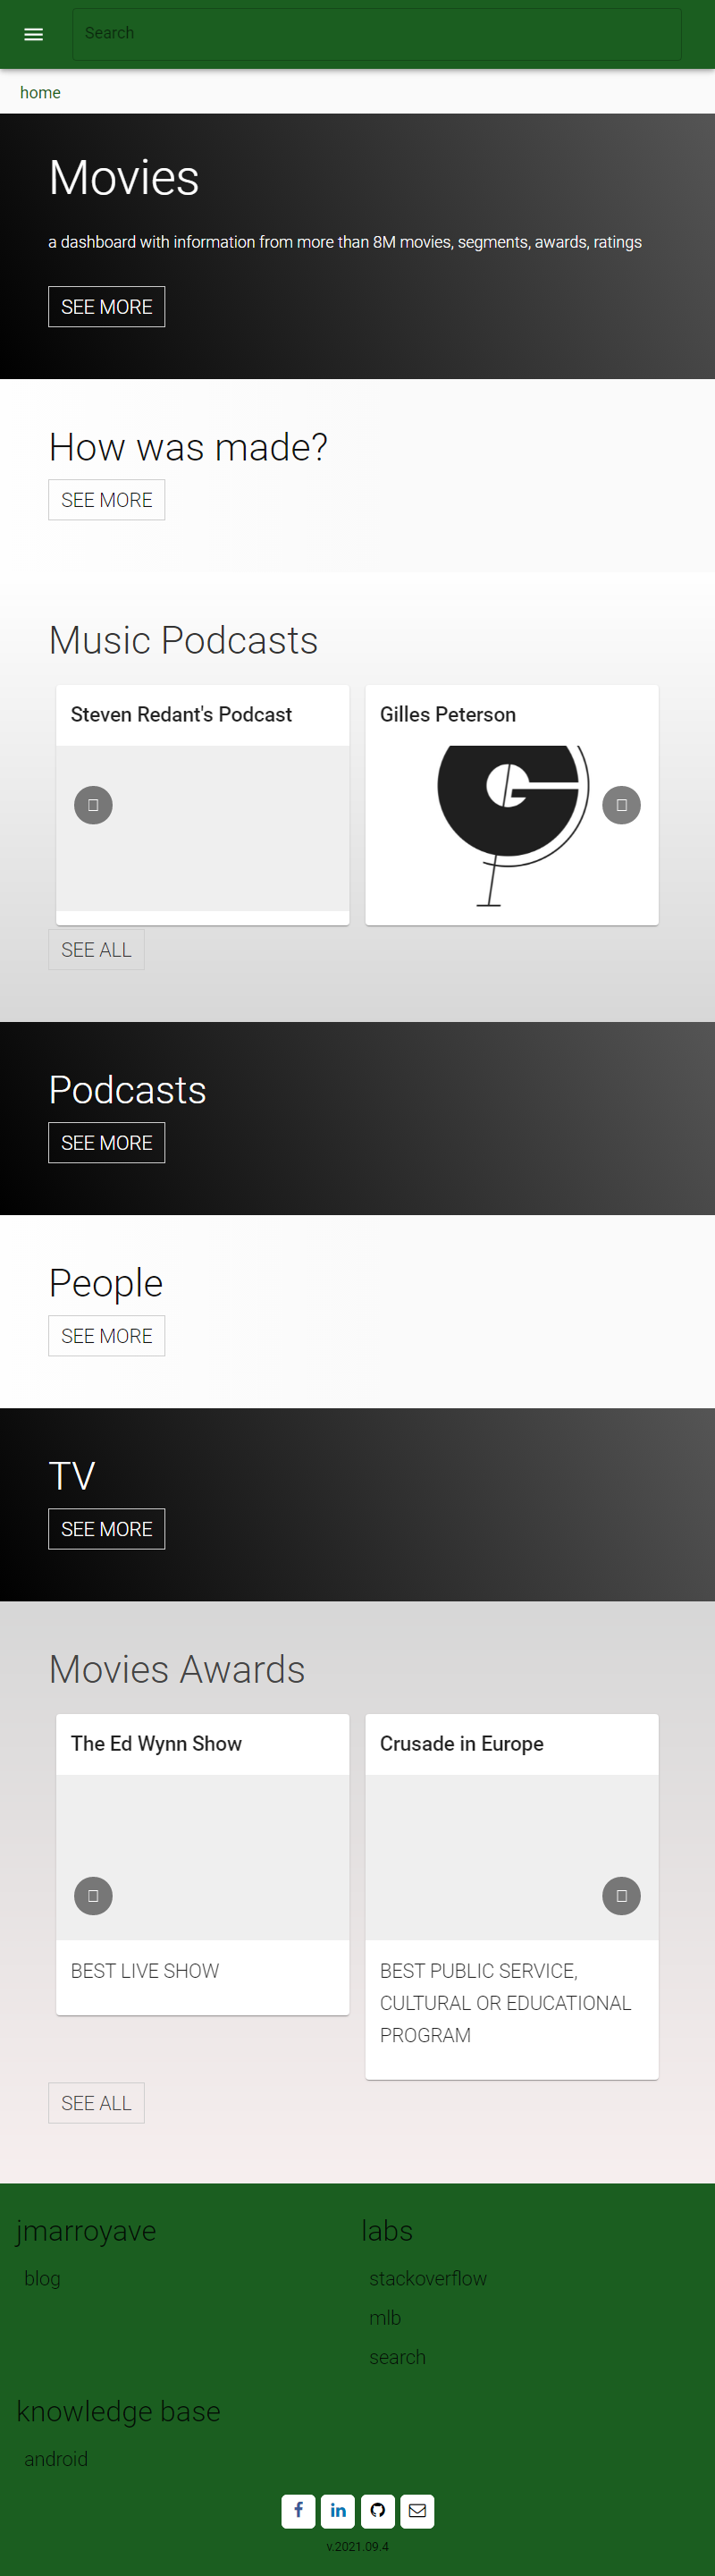 Search
home
Movies
a dashboard with information from more than 8M movies, segments, awards, ratings
SEE MORE
How was made?
SEE MORE
Music Podcasts
Steven Redant's Podcast
Gilles Peterson
SEE ALL
Podcasts
SEE MORE
People
SEE MORE
TV
SEE MORE
Movies Awards
The Ed Wynn Show
BEST LIVE SHOW
Crusade in Europe
BEST PUBLIC SERVICE,
CULTURAL OR EDUCATIONAL
PROGRAM
SEE ALL
jmarroyave
blog
labs
stackoverflow
mlb
search
knowledge base
android
v.2021.09.4